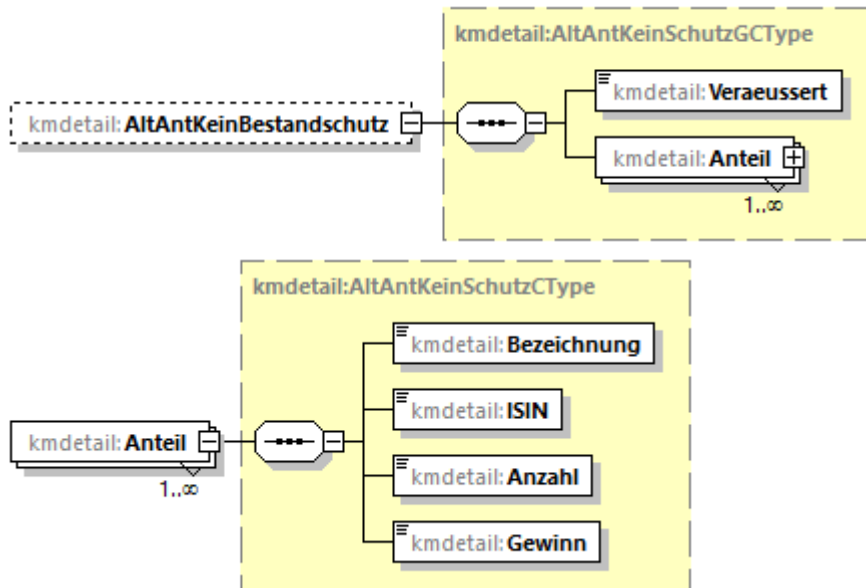 kmdetail:AltAntKeinSchutzGCType
kmdetail:Veraeussert
kmdetail:AltAntKeinBestandschutz
kmdetail:Anteil
1..∞
kmdetail:AltAntKeinSchutzCType
kmdetail:Bezeichnung
kmdetail:ISIN
kmdetail:Anteil
1..∞
kmdetail:Anzahl
kmdetail:Gewinn